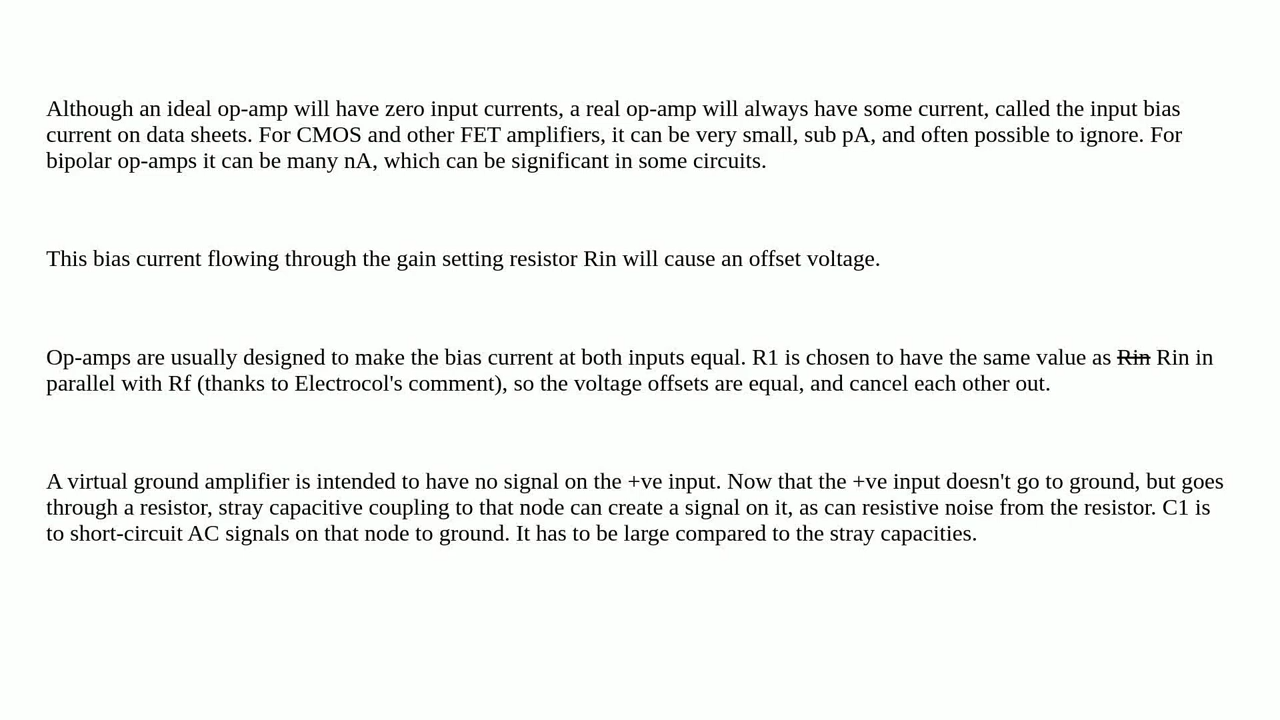 Although an ideal op-amp will have zero input currents, a real op-amp will always have some current, called the input bias
current on data sheets. For CMOS and other FET amplifiers, it can be very small, sub pA, and often possible to ignore. For
bipolar op-amps it can be many nA, which can be significant in some circuits.
This bias current flowing through the gain setting resistor Rin will cause an offset voltage.
Op-amps are usually designed to make the bias current at both inputs equal. R1 is chosen to have the same value as Rin Rin in
parallel with Rf (thanks to Electrocol's comment), so the voltage offsets are equal, and cancel each other out.
A virtual ground amplifier is intended to have no signal on the +ve input. Now that the +ve input doesn't go to ground, but goes
through a resistor, stray capacitive coupling to that node can create a signal on it, as can resistive noise from the resistor. C1 is
to short-circuit AC signals on that node to ground. It has to be large compared to the stray capacities.